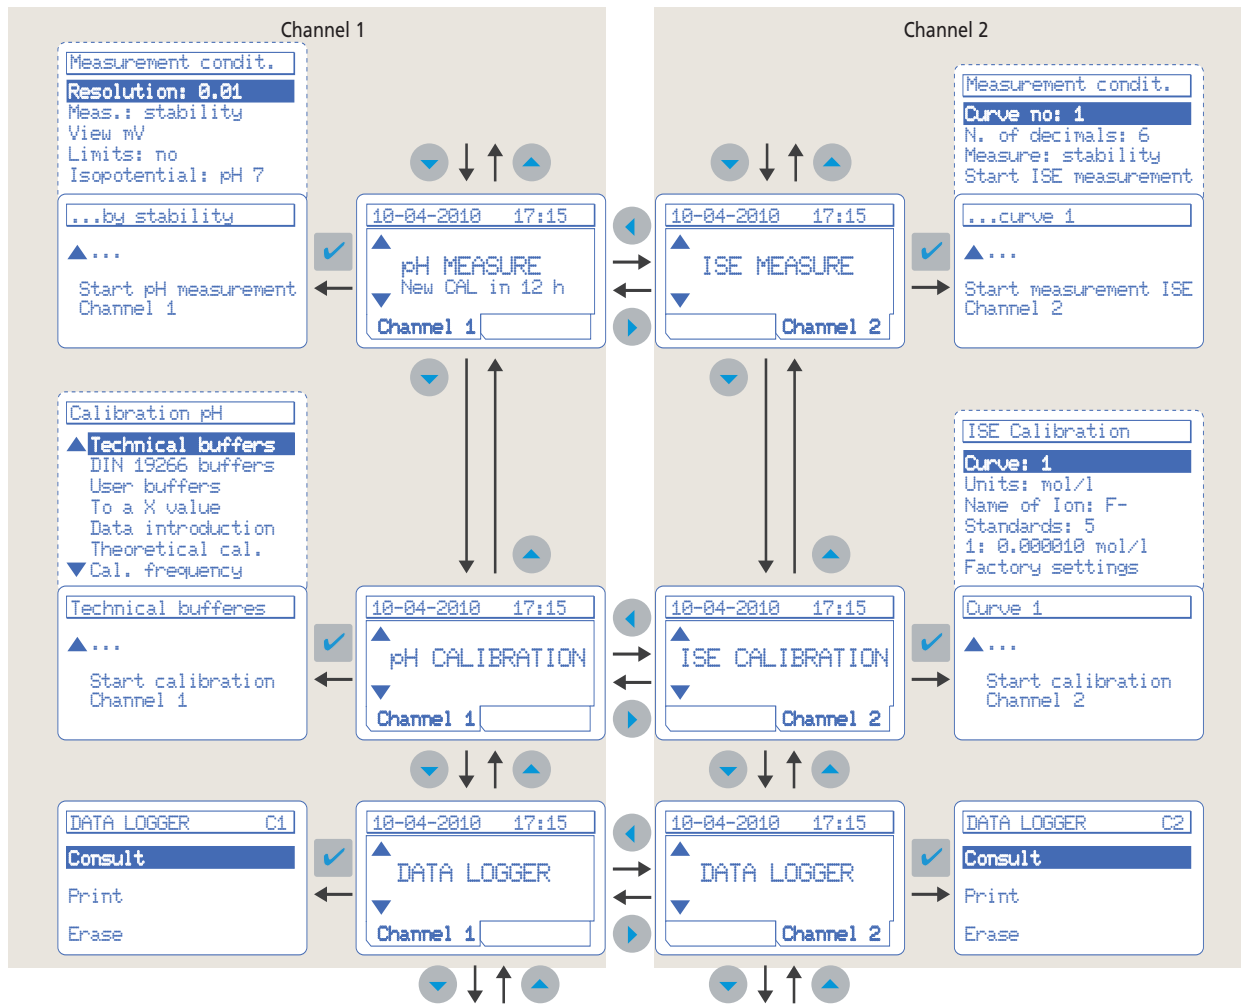 Channel 1
Channel 2
Measurement condit.
Resolution: 0.01
Meas.: stability
View mV
Limits: no
Isopotential: pH 7
...by stability
...
Start pH measurement
Channel 1
10-04-2010 17:15
pH MEASURE
New CAL in 12 h
Channel 1
10-04-2010 17:15
ISE MEASURE
Channel 2
Measurement condit.
Curve no: 1
N. of decimals: 6
Measure: stability
Start ISE measurement
...curve 1
...
Start measurement ISE
Channel 2
Calibration pH
Technical buffers
DIN 19266 buffers
User buffers
To a X value
Data introduction
Theoretical cal.
Cal. frequency
Technical bufferes
...
Start calibration
Channel 1
10-04-2010 17:15
pH CALIBRATION
Channel 1
10-04-2010 17:15
ISE CALIBRATION
Channel 2
ISE Calibration
Curve: 1
Units: mol/l
Name of Ion: F-
Standards: 5
1: 0.000010 mol/l
Factory settings
Curve 1
...
Start calibration
Channel 2
DATA LOGGER C1
Consult
Print
Erase
10-04-2010 17:15
DATA LOGGER
Channel 1
10-04-2010 17:15
DATA LOGGER
Channel 2
DATA LOGGER C2
Consult
Print
Erase